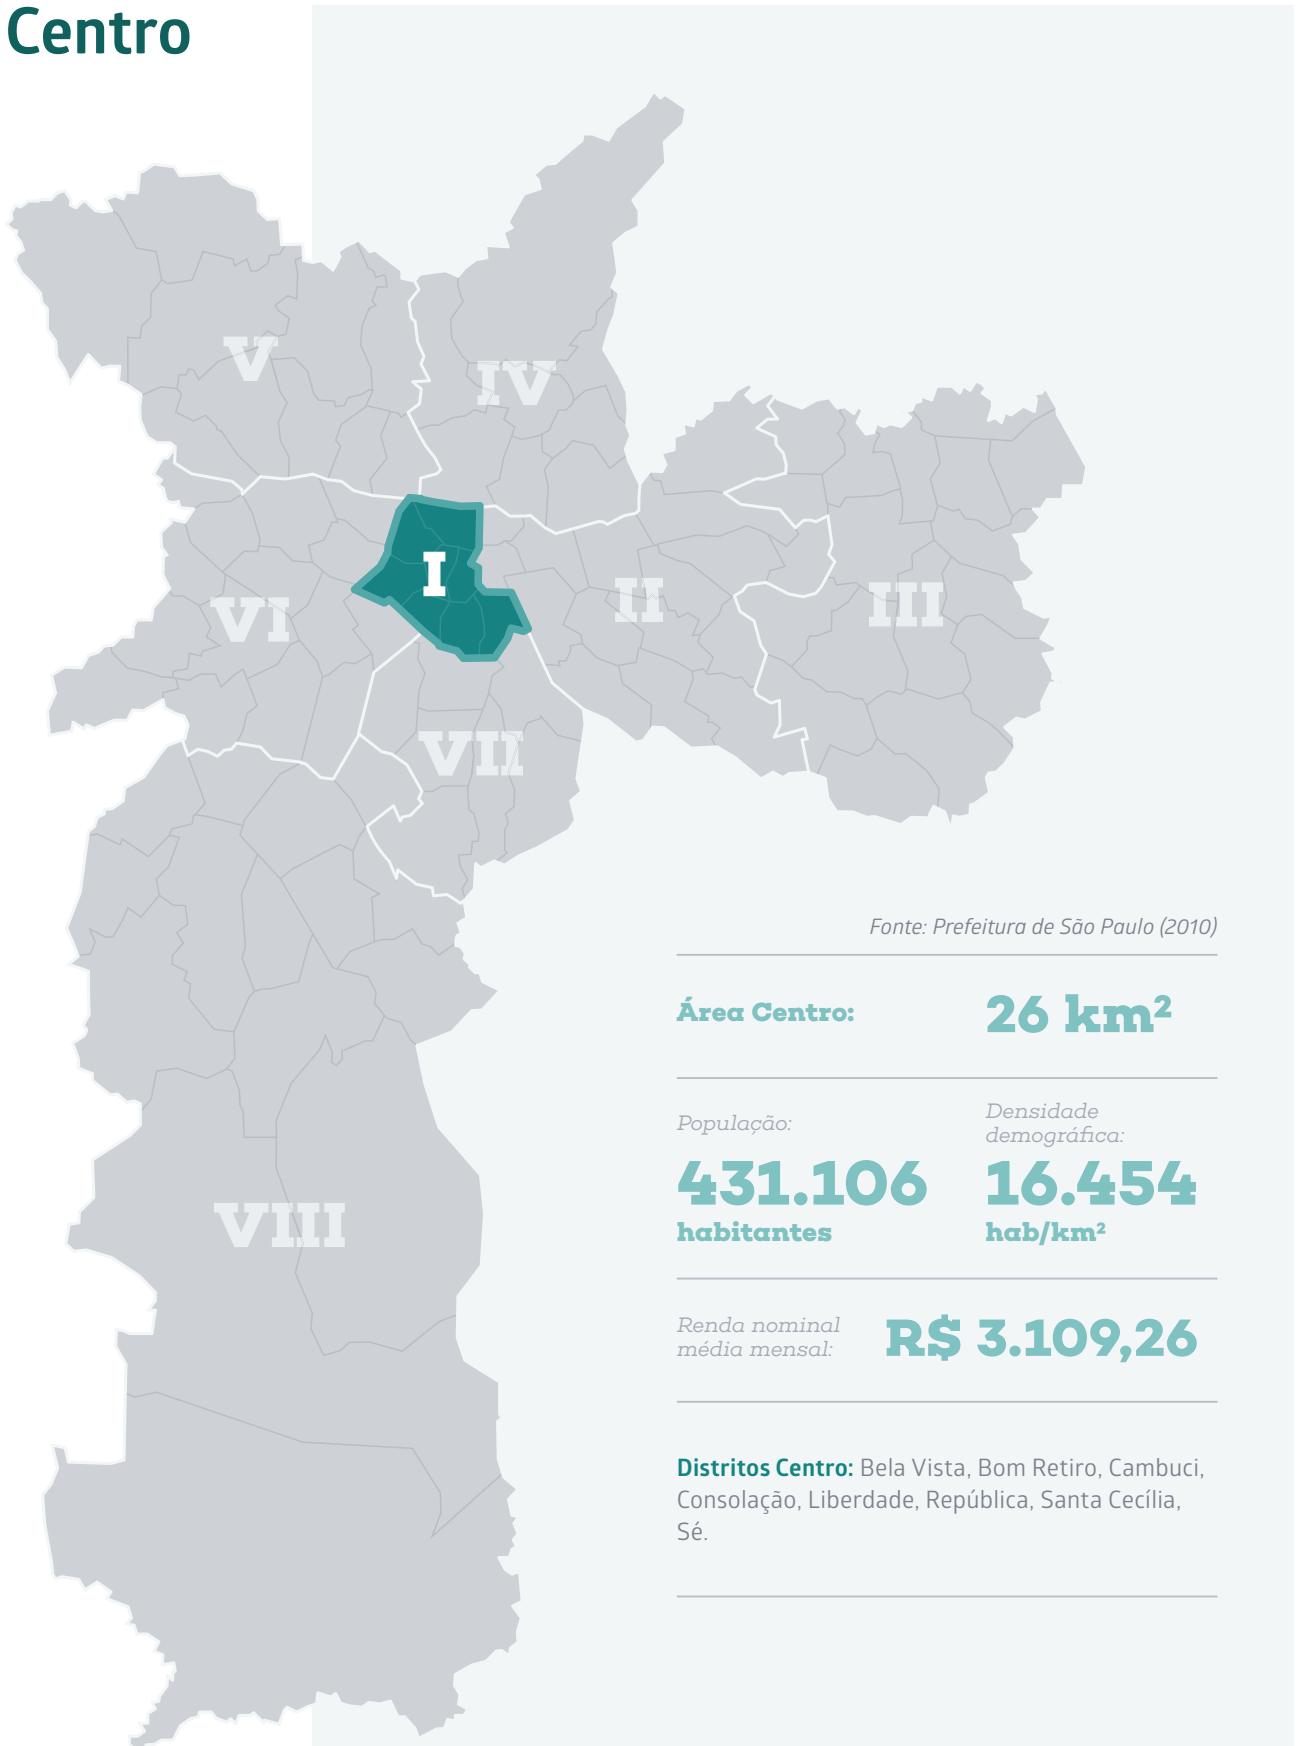 Centro
V
IV
I
II
III
VI
VII
VIII
Fonte: Prefeitura de São Paulo (2010)
Área Centro:
26 km²
População:
431.106
habitantes
Densidade
demográfica:
16.454
hab/km²
Renda nominal
média mensal:
R$ 3.109,26
Distritos Centro: Bela Vista, Bom Retiro, Cambuci,
Consolação, Liberdade, República, Santa Cecília,
Sé.